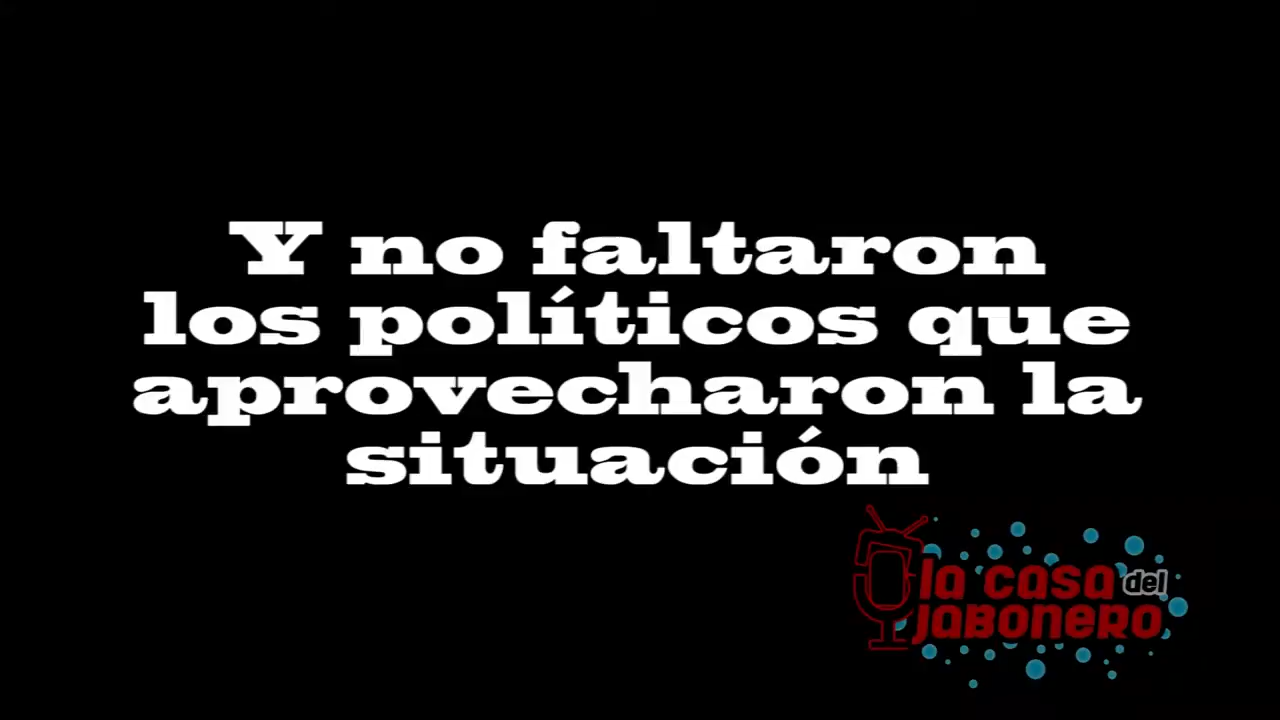 Y no faltaron
los políticos que
aprovecharon la
situación
la casa del
jabonero